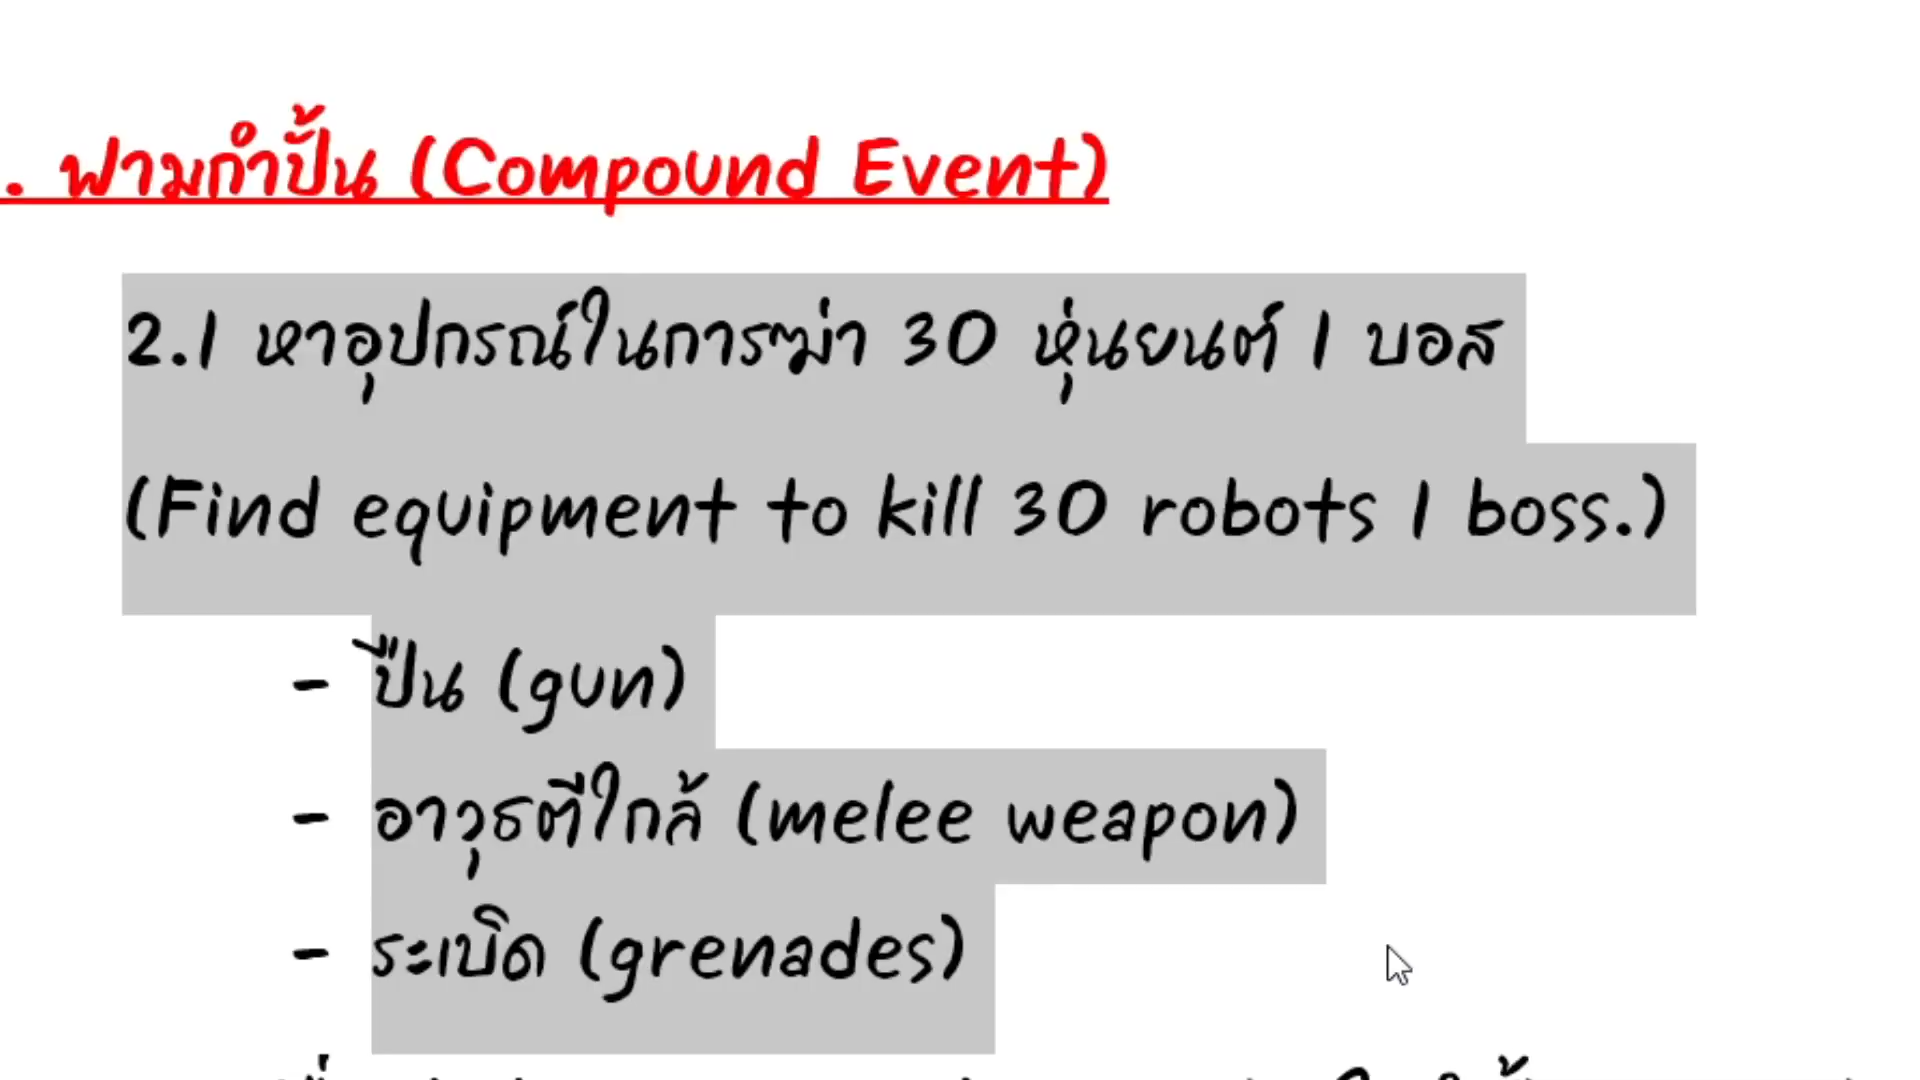 . ฟามกำปั้น (Compound Event)
2.1 หาอุปกรณ์ในการฆ่า 30 หุ่นยนต์ 1 บอส
(Find equipment to kill 30 robots 1 boss.)
- ปืน (gun)
- อาวุธตีใกล้ (melee weapon)
- ระเบิด (grenades)